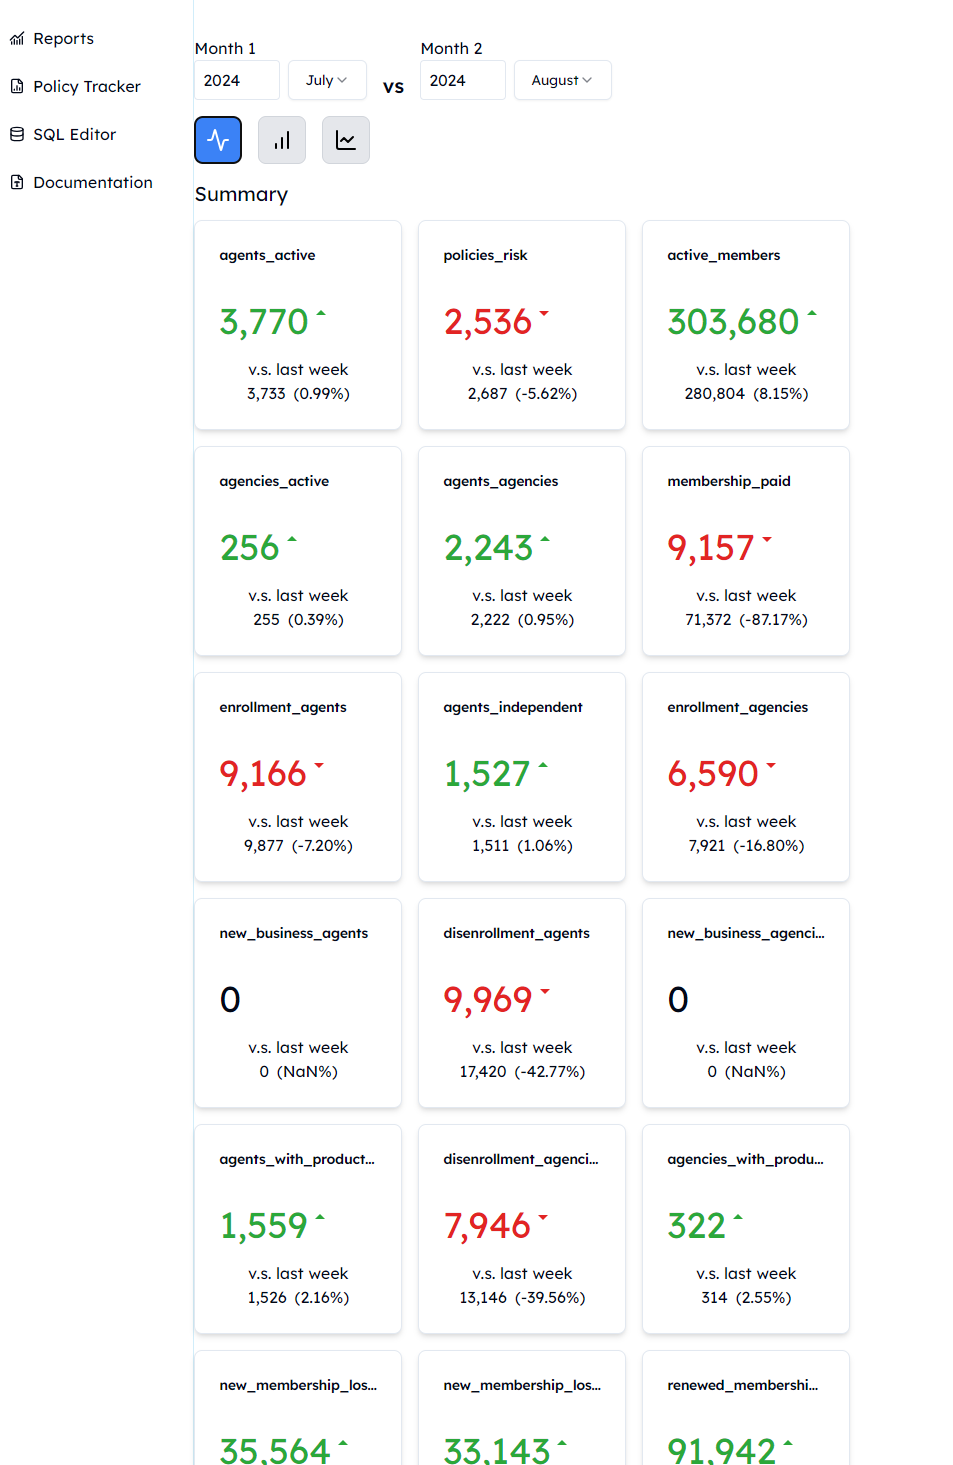 Reports
Policy Tracker
SQL Editor
Documentation
Month 1
2024
July
vs
Month 2
2024
August
Summary
agents_active
3,770
v.s. last week
3,733 (0.99%)
policies_risk
2,536
v.s. last week
2,687 (-5.62%)
active_members
303,680
v.s. last week
280,804 (8.15%)
agencies_active
256
v.s. last week
255 (0.39%)
agents_agencies
2,243
v.s. last week
2,222 (0.95%)
membership_paid
9,157
v.s. last week
71,372 (-87.17%)
enrollment_agents
9,166
v.s. last week
9,877 (-7.20%)
agents_independent
1,527
v.s. last week
1,511 (1.06%)
enrollment_agencies
6,590
v.s. last week
7,921 (-16.80%)
new_business_agents
0
v.s. last week
0 (NaN%)
disenrollment_agents
9,969
v.s. last week
17,420 (-42.77%)
new_business_agenci...
0
v.s. last week
0 (NaN%)
agents_with_product...
1,559
v.s. last week
1,526 (2.16%)
disenrollment_agenci...
7,946
v.s. last week
13,146 (-39.56%)
agencies_with_produ...
322
v.s. last week
314 (2.55%)
new_membership_los...
35,564
new_membership_los...
33,143
renewed_membershi...
91,942